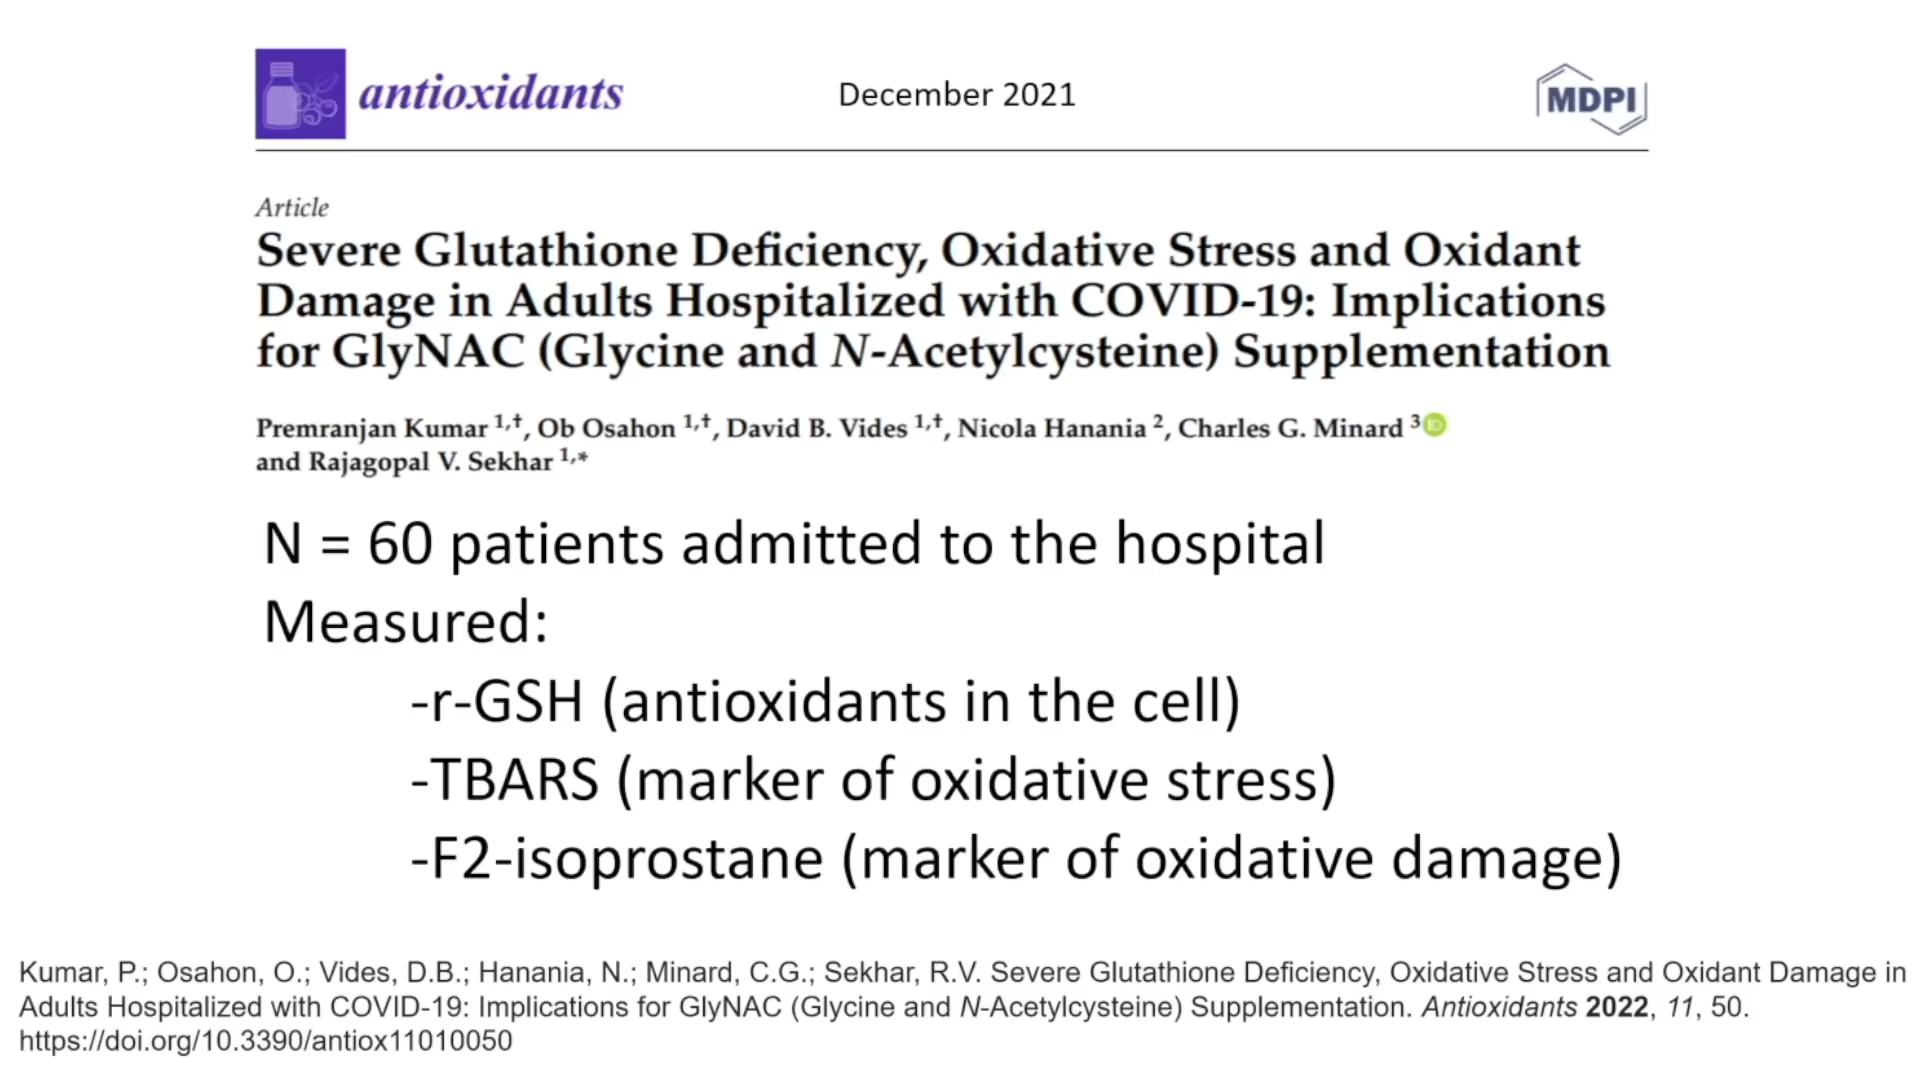 antioxidants
December 2021
MDPI
Article
Severe Glutathione Deficiency, Oxidative Stress and Oxidant
Damage in Adults Hospitalized with COVID-19: Implications
for GlyNAC (Glycine and N-Acetylcysteine) Supplementation
Premranjan Kumar 1,†, Ob Osahon 1,†, David B. Vides 1,†, Nicola Hanania 2, Charles G. Minard 3 iD
and Rajagopal V. Sekhar 1,*
N = 60 patients admitted to the hospital
Measured:
-r-GSH (antioxidants in the cell)
-TBARS (marker of oxidative stress)
-F2-isoprostane (marker of oxidative damage)
Kumar, P.; Osahon, O.; Vides, D.B.; Hanania, N.; Minard, C.G.; Sekhar, R.V. Severe Glutathione Deficiency, Oxidative Stress and Oxidant Damage in
Adults Hospitalized with COVID-19: Implications for GlyNAC (Glycine and N-Acetylcysteine) Supplementation. Antioxidants 2022, 11, 50.
https://doi.org/10.3390/antiox11010050